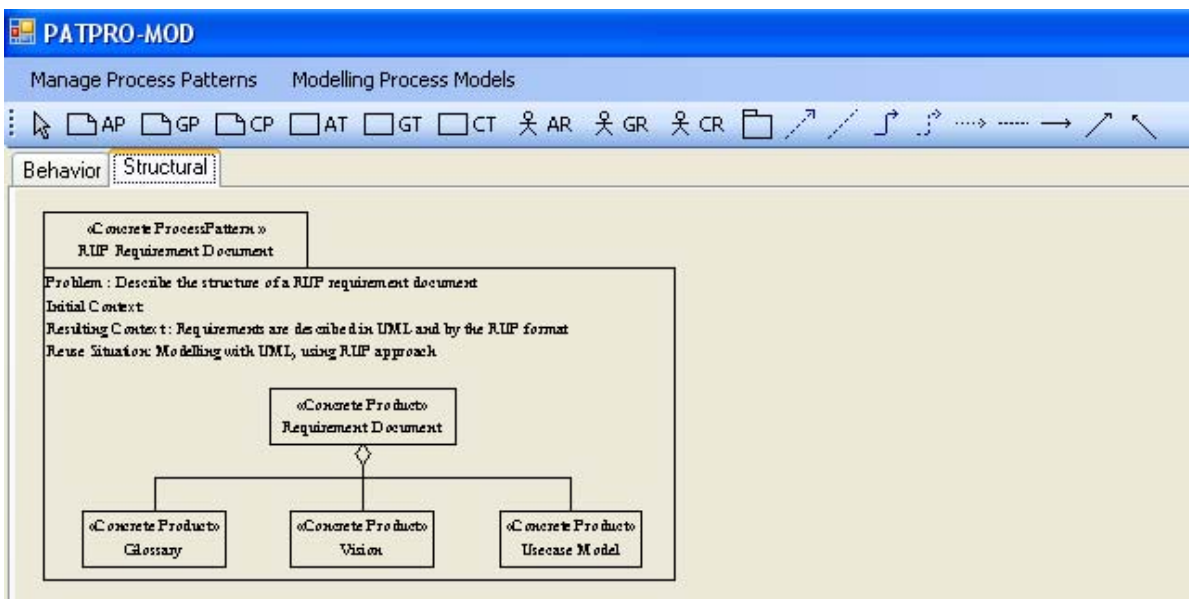 PATPRO-MOD
Manage Process Patterns Modelling Process Models
AP GP CP AT GT CT AR GR CR
Behavior Structural
«Concrete ProcessPattern »
RUP Requirement Document
Problem : Describe the structure of a RUP requirement document
Initial Context:
Resulting Context : Requirements are described in UML and by the RUP format
Reuse Situation: Modelling with UML, using RUP approach
«Concrete Product»
Requirement Document
«Concrete Product» «Concrete Product» «Concrete Product»
Glossary Vision Usecase Model